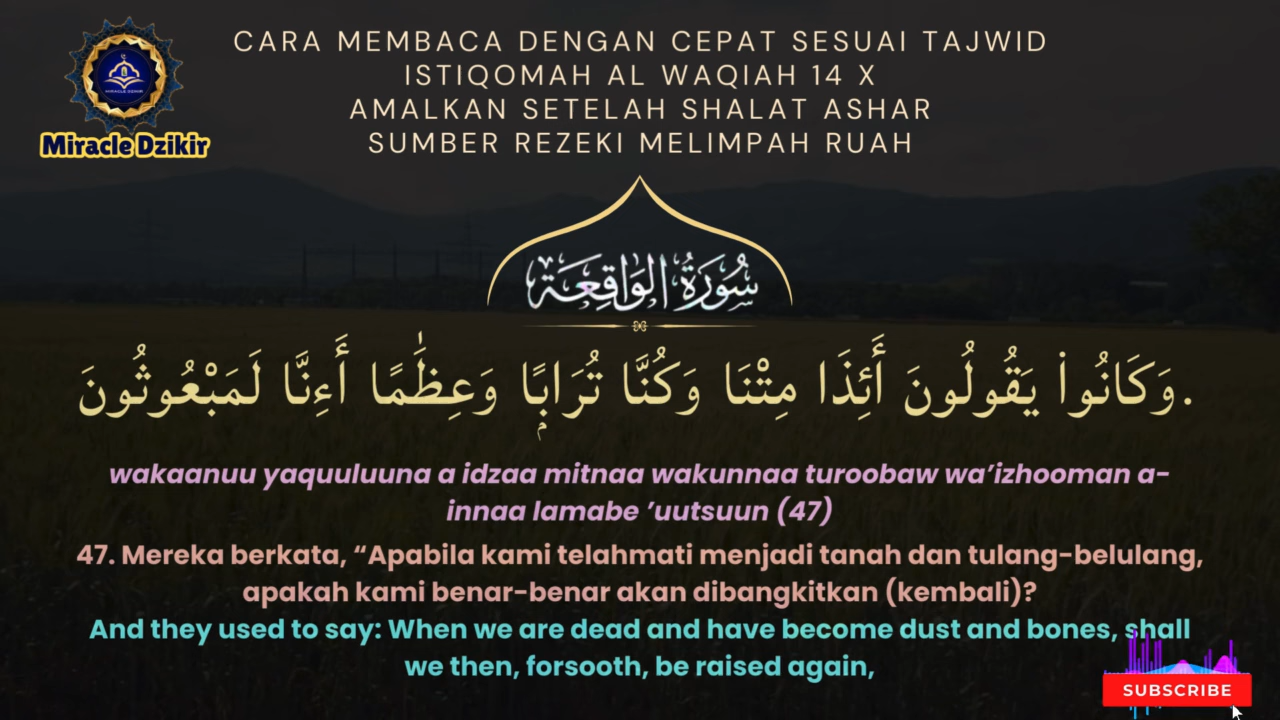 CARA MEMBACA DENGAN CEPAT SESUAI TAJWID
ISTIQOMAH AL WAQIAH 14 X
AMALKAN SETELAH SHALAT ASHAR
SUMBER REZEKI MELIMPAH RUAH
MIRACLE DZIKIR
Miracle Dzikir
سُورَةُ الوَاقِعَة
.وَكَانُوا۟ يَقُولُونَ أَئِذَا مِتْنَا وَكُنَّا تُرَابًۭا وَعِظَٰمًا أَءِنَّا لَمَبْعُوثُونَ
wakaanuu yaquuluuna a idzaa mitnaa wakunnaa turoobaw wa’izhooman a-
innaa lamabe ’uutsuun (47)
47. Mereka berkata, “Apabila kami telahmati menjadi tanah dan tulang-belulang,
apakah kami benar-benar akan dibangkitkan (kembali)?
And they used to say: When we are dead and have become dust and bones, shall
we then, forsooth, be raised again,
SUBSCRIBE